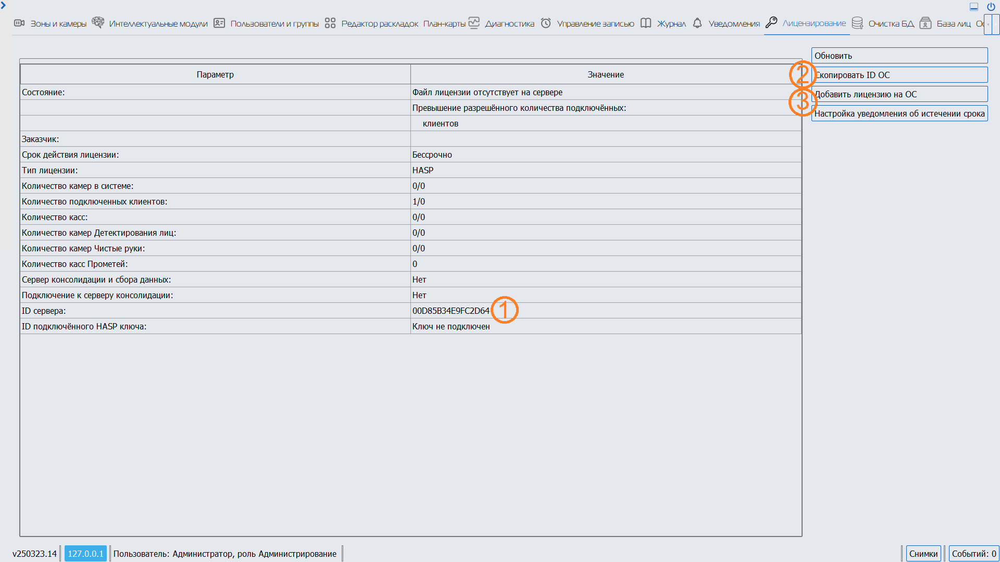 Зоны и камеры Интеллектуальные модули Пользователи и группы Редактор раскладок План-карты Диагностика Управление записью Журнал Уведомления Лицензирование Очистка БД База лиц
Обновить
Скопировать ID ОС
Добавить лицензию на ОС
Настройка уведомления об истечении срока
2
3
Параметр Значение
Состояние: Файл лицензии отсутствует на сервере
Превышение разрешённого количества подключённых:
клиентов
Заказчик:
Срок действия лицензии: Бессрочно
Тип лицензии: HASP
Количество камер в системе: 0/0
Количество подключенных клиентов: 1/0
Количество касс: 0/0
Количество камер Детектирования лиц: 0/0
Количество камер Чистые руки: 0/0
Количество касс Прометей: 0
Сервер консолидации и сбора данных: Нет
Подключение к серверу консолидации: Нет
ID сервера: 00D85B34E9FC2D64 1
ID подключённого HASP ключа: Ключ не подключен
v250323.14 127.0.0.1 Пользователь: Администратор, роль Администрирование Снимки Событий: 0